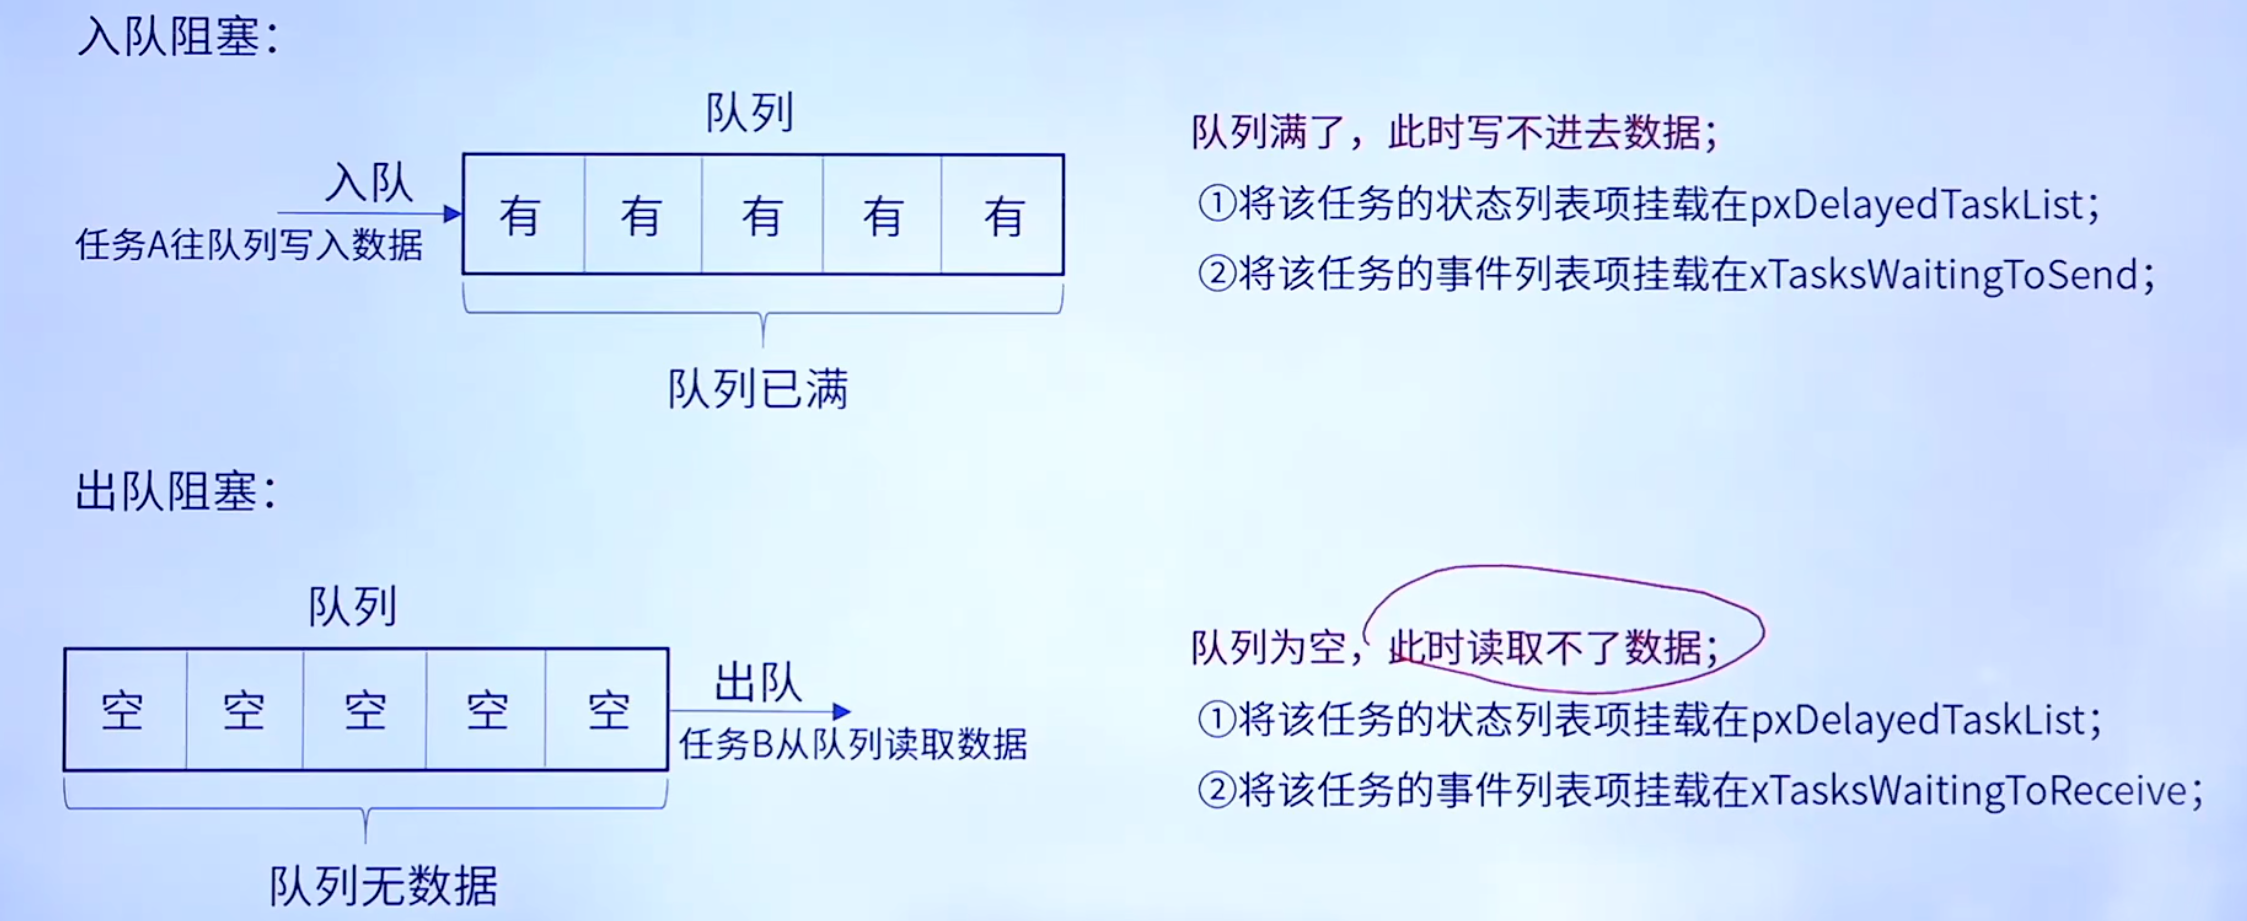 入队阻塞：
队列
入队
任务A往队列写入数据
有 有 有 有 有
队列已满
队列满了，此时写不进去数据；
①将该任务的状态列表项挂载在pxDelayedTaskList；
②将该任务的事件列表项挂载在xTasksWaitingToSend；
出队阻塞：
队列
空 空 空 空 空
出队
任务B从队列读取数据
队列无数据
队列为空，此时读取不了数据；
①将该任务的状态列表项挂载在pxDelayedTaskList；
②将该任务的事件列表项挂载在xTasksWaitingToReceive；